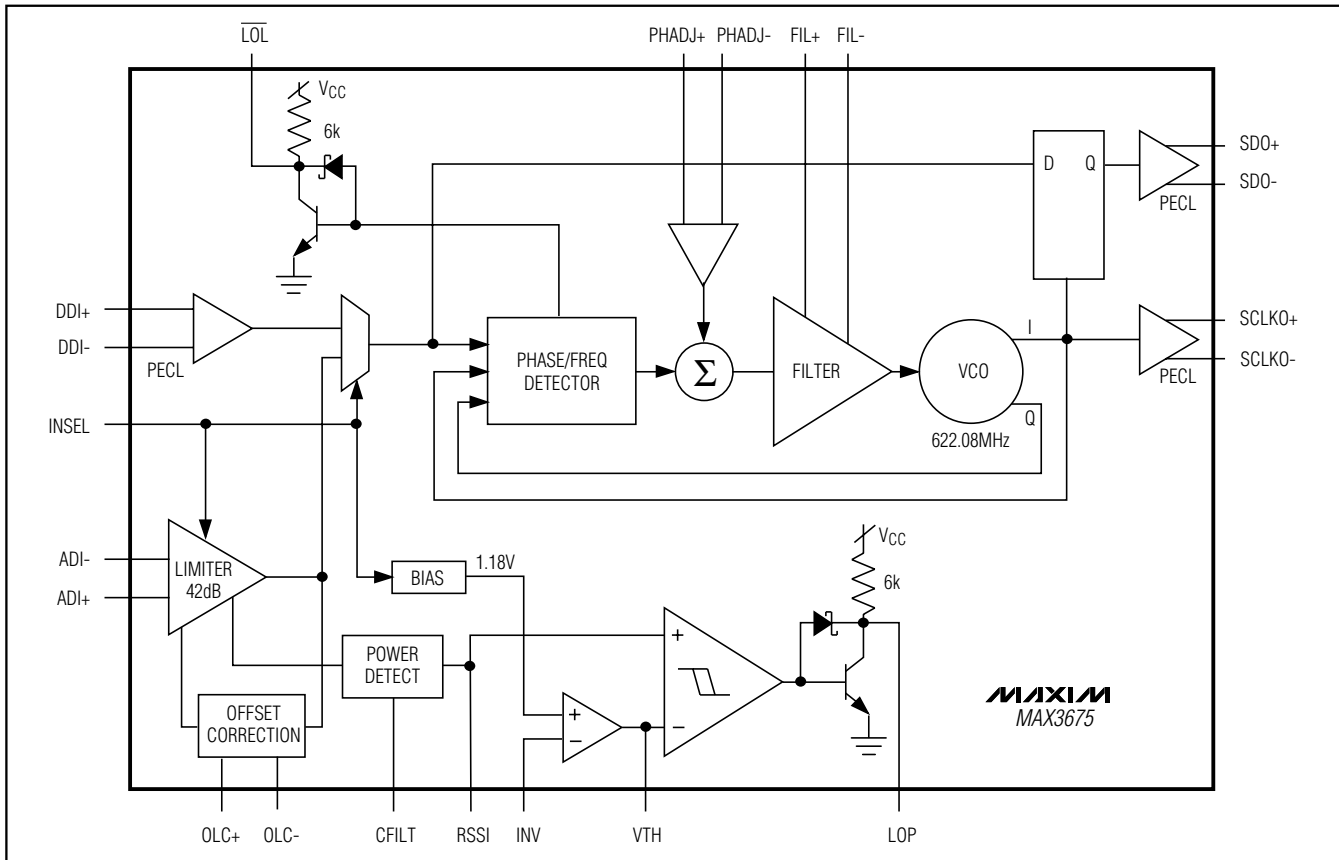 LOL
PHADJ+ PHADJ- FIL+ FIL-
VCC
6k
SDO+
D Q
SDO-
PECL
DDI+
DDI-
PECL
PHASE/FREQ
DETECTOR
Σ
FILTER
VCO
I
Q
622.08MHz
SCLKO+
SCLKO-
PECL
INSEL
ADI-
ADI+
LIMITER
42dB
BIAS
1.18V
VCC
6k
POWER
DETECT
+
-
+
-
OFFSET
CORRECTION
MAXIM
MAX3675
OLC+ OLC- CFILT RSSI INV VTH LOP